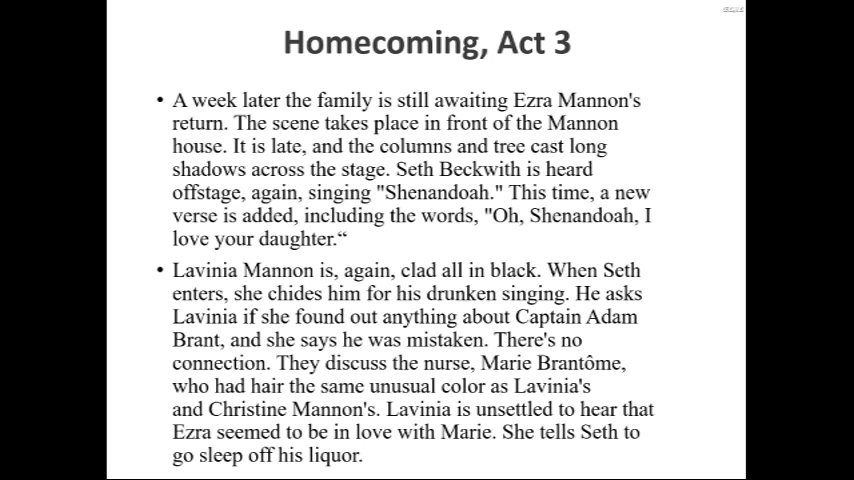 Homecoming, Act 3
• A week later the family is still awaiting Ezra Mannon's
return. The scene takes place in front of the Mannon
house. It is late, and the columns and tree cast long
shadows across the stage. Seth Beckwith is heard
offstage, again, singing "Shenandoah." This time, a new
verse is added, including the words, "Oh, Shenandoah, I
love your daughter.“
• Lavinia Mannon is, again, clad all in black. When Seth
enters, she chides him for his drunken singing. He asks
Lavinia if she found out anything about Captain Adam
Brant, and she says he was mistaken. There's no
connection. They discuss the nurse, Marie Brantôme,
who had hair the same unusual color as Lavinia's
and Christine Mannon's. Lavinia is unsettled to hear that
Ezra seemed to be in love with Marie. She tells Seth to
go sleep off his liquor.